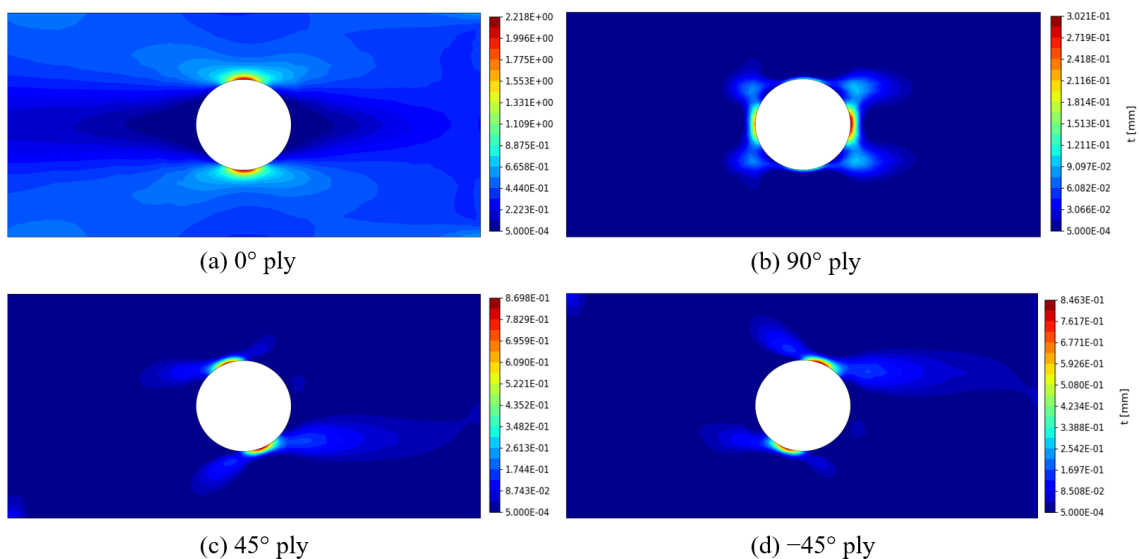 2.218E+00
1.996E+00
1.775E+00
1.553E+00
1.331E+00
1.109E+00
8.875E-01
6.658E-01
4.440E-01
2.223E-01
5.000E-04
(a) 0° ply
3.021E-01
2.719E-01
2.417E-01
2.116E-01
1.814E-01
1.513E-01
1.211E-01
9.097E-02
6.082E-02
3.066E-02
5.000E-04
t [mm]
(b) 90° ply
8.698E-01
7.829E-01
6.960E-01
6.090E-01
5.221E-01
4.352E-01
3.482E-01
2.613E-01
1.744E-01
8.743E-02
5.000E-04
(c) 45° ply
8.463E-01
7.617E-01
6.771E-01
5.926E-01
5.080E-01
4.234E-01
3.388E-01
2.543E-01
1.697E-01
8.508E-02
5.000E-04
t [mm]
(d) −45° ply